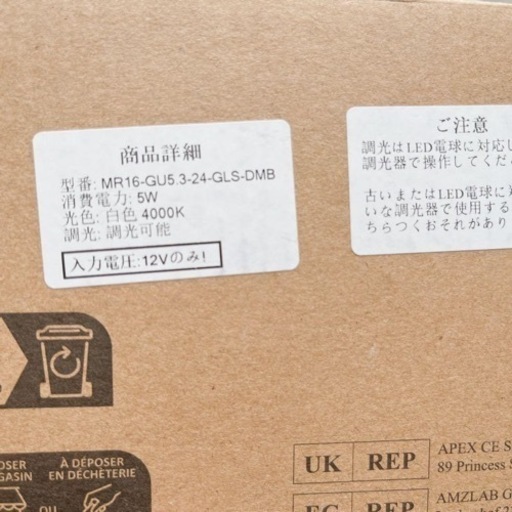 商品詳細
型番: MR16-GU5.3-24-GLS-DMB
消費電力: 5W
光色: 白色 4000K
調光: 調光可能
入力電圧:12Vのみ!
ご注意
調光はLED電球に対応し
調光器で操作してくだ
古いまたはLED電球に
いな調光器で使用する
ちらつくおそれがあり
À DÉPOSER
EN DÉCHÈTERIE
OU
UK REP
APEX CE
89 Princess
REP
AMZLAB